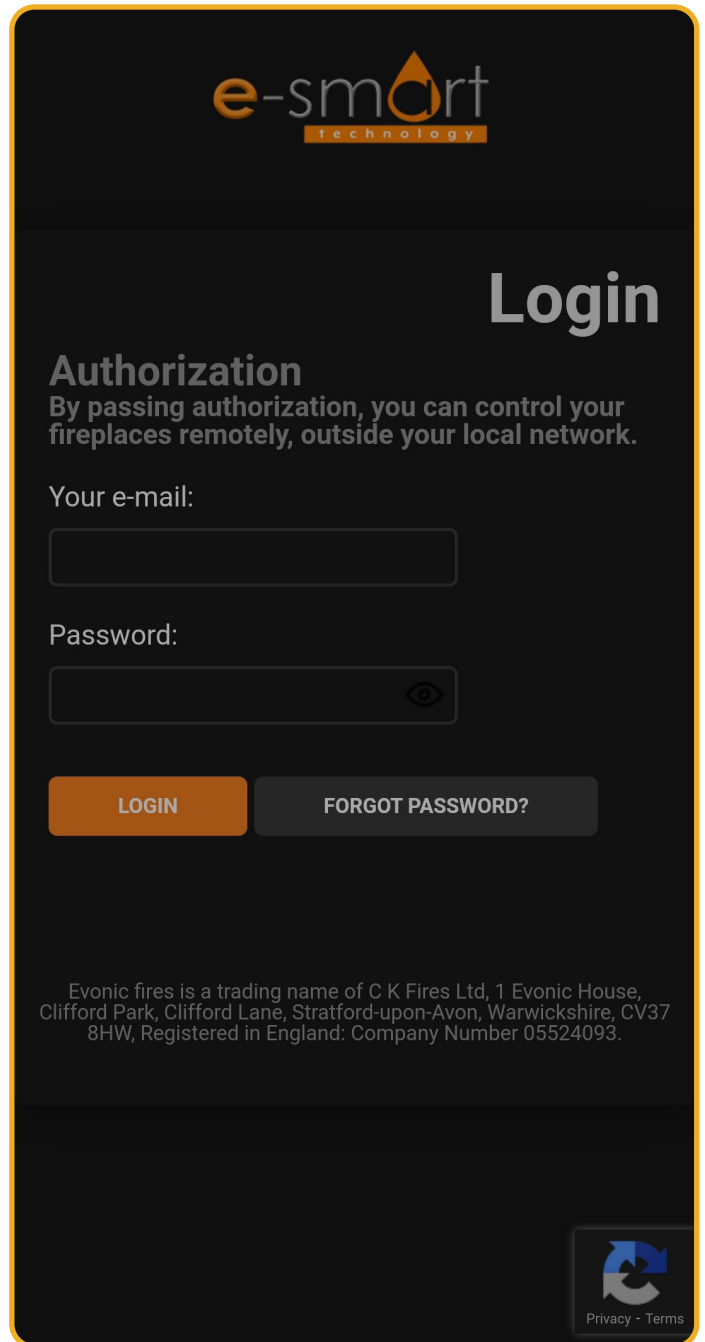 e-smart
technology
Login
Authorization
By passing authorization, you can control your
fireplaces remotely, outside your local network.
Your e-mail:
Password:
LOGIN
FORGOT PASSWORD?
Evonic fires is a trading name of C K Fires Ltd, 1 Evonic House,
Clifford Park, Clifford Lane, Stratford-upon-Avon, Warwickshire, CV37
8HW, Registered in England: Company Number 05524093.
Privacy - Terms